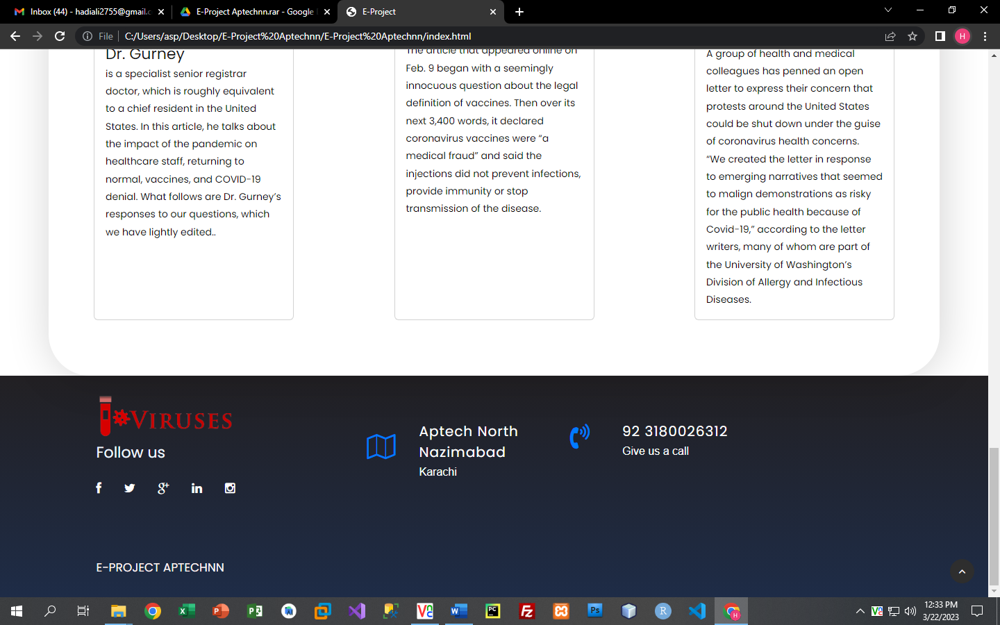 Inbox (44) - hadiali2755@gmail.c
E-Project Aptechnn.rar - Google
E-Project
File
C:/Users/asp/Desktop/E-Project%20Aptechnn/E-Project%20Aptechnn/index.html
H
Dr. Gurney
is a specialist senior registrar
doctor, which is roughly equivalent
to a chief resident in the United
States. In this article, he talks about
the impact of the pandemic on
healthcare staff, returning to
normal, vaccines, and COVID-19
denial. What follows are Dr. Gurney’s
responses to our questions, which
we have lightly edited..
The article that appeared online on
Feb. 9 began with a seemingly
innocuous question about the legal
definition of vaccines. Then over its
next 3,400 words, it declared
coronavirus vaccines were “a
medical fraud” and said the
injections did not prevent infections,
provide immunity or stop
transmission of the disease.
A group of health and medical
colleagues has penned an open
letter to express their concern that
protests around the United States
could be shut down under the guise
of coronavirus health concerns.
“We created the letter in response
to emerging narratives that seemed
to malign demonstrations as risky
for the public health because of
Covid-19,” according to the letter
writers, many of whom are part of
the University of Washington’s
Division of Allergy and Infectious
Diseases.
VIRUSES
Follow us
Aptech North
Nazimabad
Karachi
92 3180026312
Give us a call
E-PROJECT APTECHNN
12:33 PM
3/22/2023